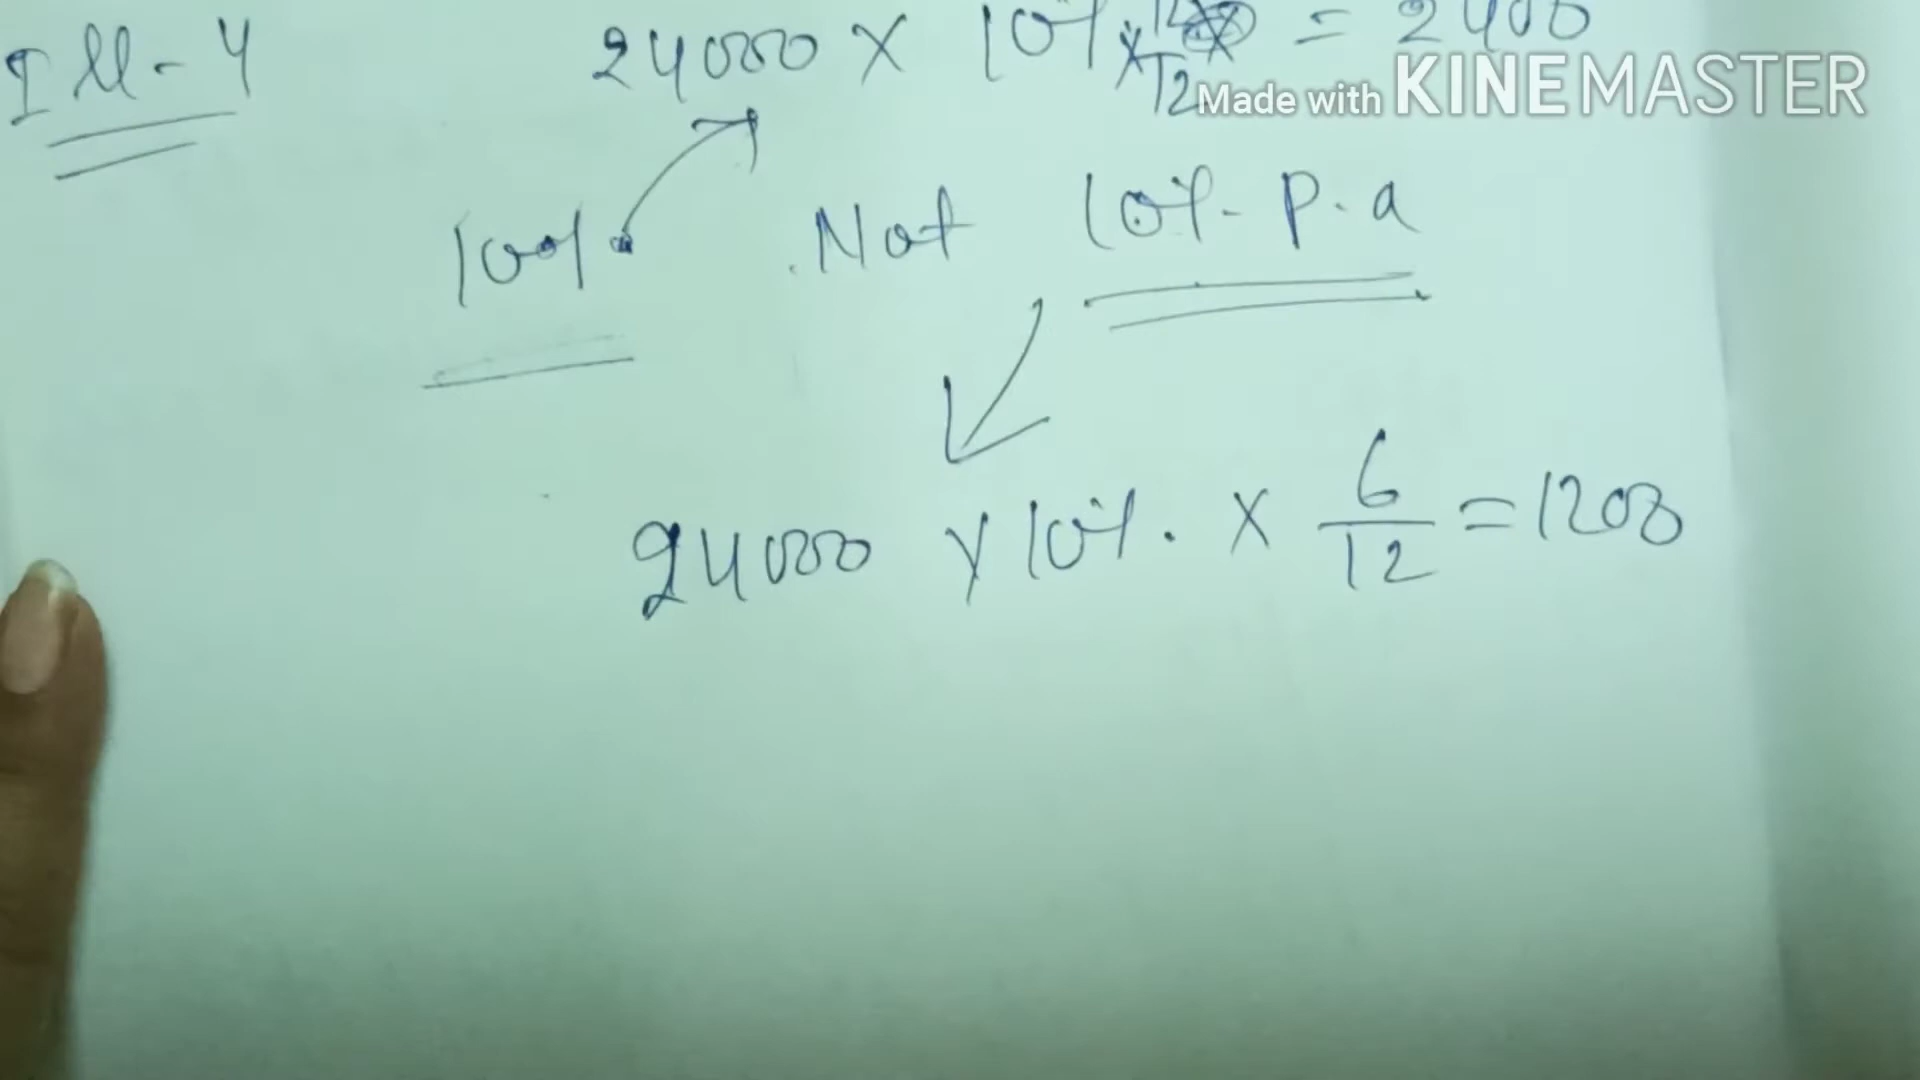 Ill-4
24000 × 10% × 12/12 = 2400
Made with KINEMASTER
10% Not 10% P.a
24000 × 10% × 6/12 = 1200